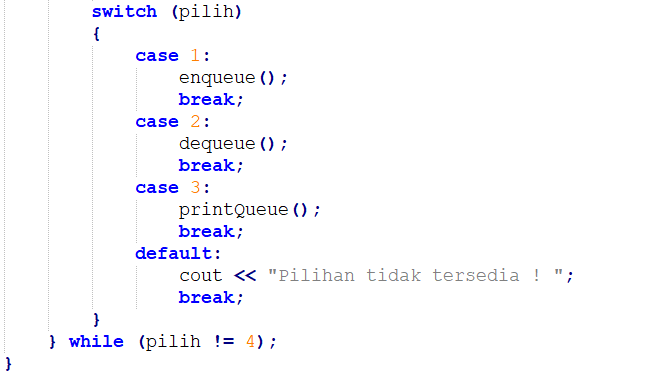 switch (pilih)
{
case 1:
enqueue();
break;
case 2:
dequeue();
break;
case 3:
printQueue();
break;
default:
cout << "Pilihan tidak tersedia ! ";
break;
}
} while (pilih != 4);
}